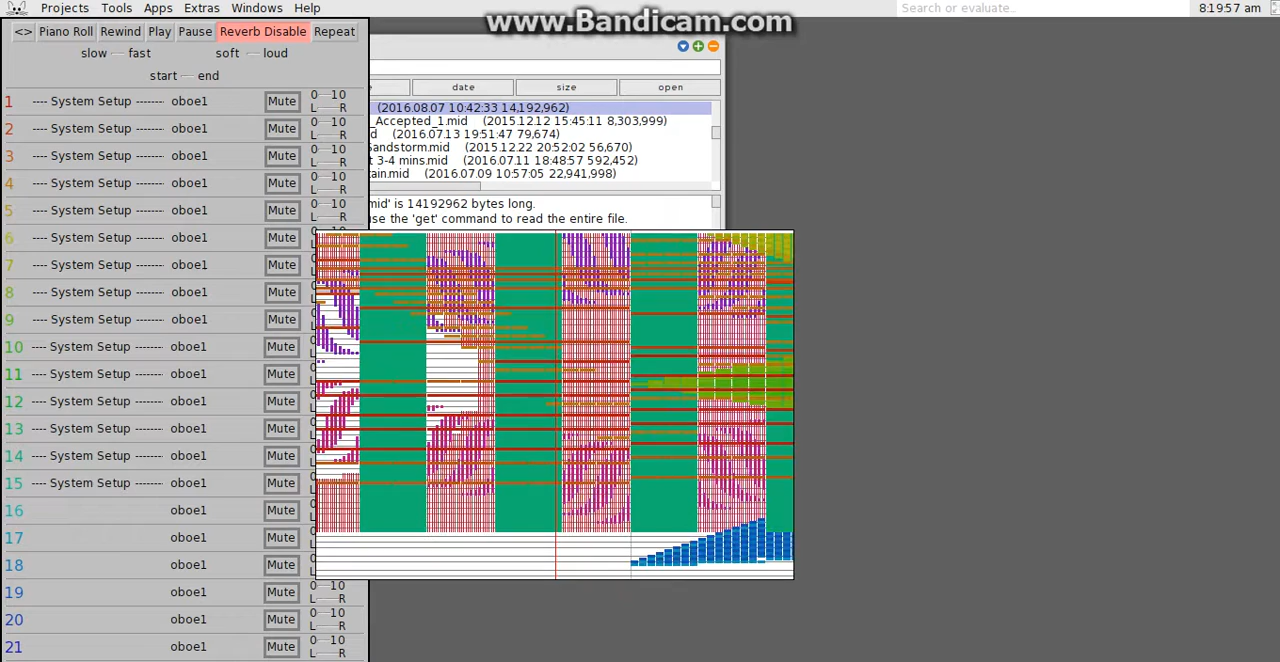 Projects Tools Apps Extras Windows Help
www.Bandicam.com
Search or evaluate..
8:19:57 am
<> Piano Roll Rewind Play Pause Reverb Disable Repeat
slow fast soft loud
start end
date size open
1 ---- System Setup ------- oboe1 Mute 0 10 L R
(2016.08.07 10:42:33 14,192,962)
_Accepted_1.mid (2015.12.12 15:45:11 8,303,999)
2 ---- System Setup ------- oboe1 Mute 0 10 L R
d (2016.07.13 19:51:47 79,674)
Sandstorm.mid (2015.12.22 20:52:02 56,670)
3 ---- System Setup ------- oboe1 Mute 0 10 L R
t 3-4 mins.mid (2016.07.11 18:48:57 592,452)
tain.mid (2016.07.09 10:57:05 22,941,998)
4 ---- System Setup ------- oboe1 Mute 0 10 L R
mid' is 14192962 bytes long.
5 ---- System Setup ------- oboe1 Mute 0 10 L R
use the 'get' command to read the entire file.
6 ---- System Setup ------- oboe1 Mute
7 ---- System Setup ------- oboe1 Mute
8 ---- System Setup ------- oboe1 Mute
9 ---- System Setup ------- oboe1 Mute
10 ---- System Setup ------- oboe1 Mute
11 ---- System Setup ------- oboe1 Mute
12 ---- System Setup ------- oboe1 Mute
13 ---- System Setup ------- oboe1 Mute
14 ---- System Setup ------- oboe1 Mute
15 ---- System Setup ------- oboe1 Mute
16 oboe1 Mute
17 oboe1 Mute
18 oboe1 Mute
19 oboe1 Mute 0 10 L R
20 oboe1 Mute 0 10 L R
21 oboe1 Mute 0 10 L R